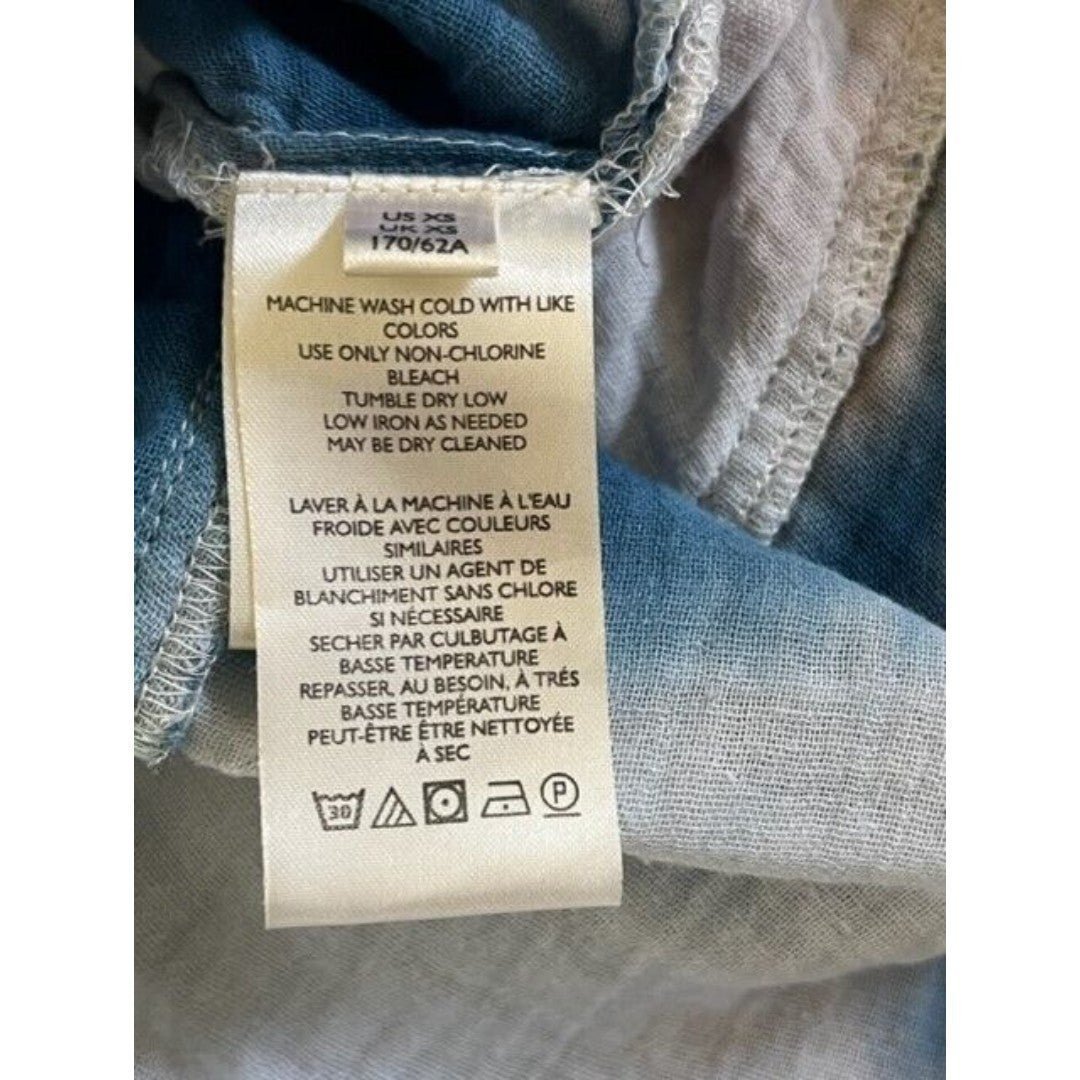 US XS
UK XS
170/62A
MACHINE WASH COLD WITH LIKE
COLORS
USE ONLY NON-CHLORINE
BLEACH
TUMBLE DRY LOW
LOW IRON AS NEEDED
MAY BE DRY CLEANED
LAVER À LA MACHINE À L'EAU
FROIDE AVEC COULEURS
SIMILAIRES
UTILISER UN AGENT DE
BLANCHIMENT SANS CHLORE
SI NÉCESSAIRE
SECHER PAR CULBUTAGE À
BASSE TEMPERATURE
REPASSER, AU BESOIN, À TRÉS
BASSE TEMPÉRATURE
PEUT-ÊTRE ÊTRE NETTOYÉE
À SEC
30 P